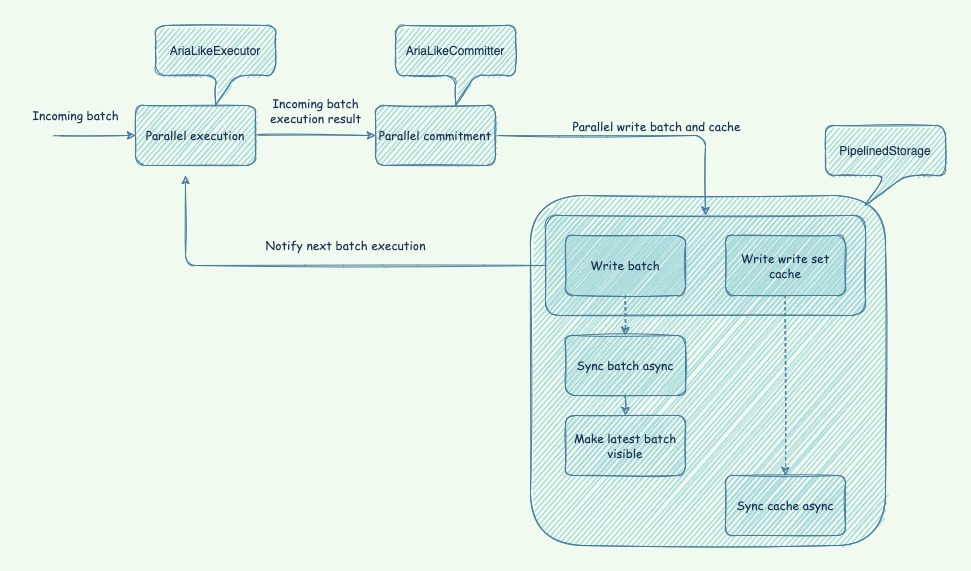 AriaLikeExecutor
AriaLikeCommitter
Incoming batch
Parallel execution
Incoming batch
execution result
Parallel commitment
Parallel write batch and cache
PipelinedStorage
Notify next batch execution
Write batch
Write write set
cache
Sync batch async
Make latest batch
visible
Sync cache async